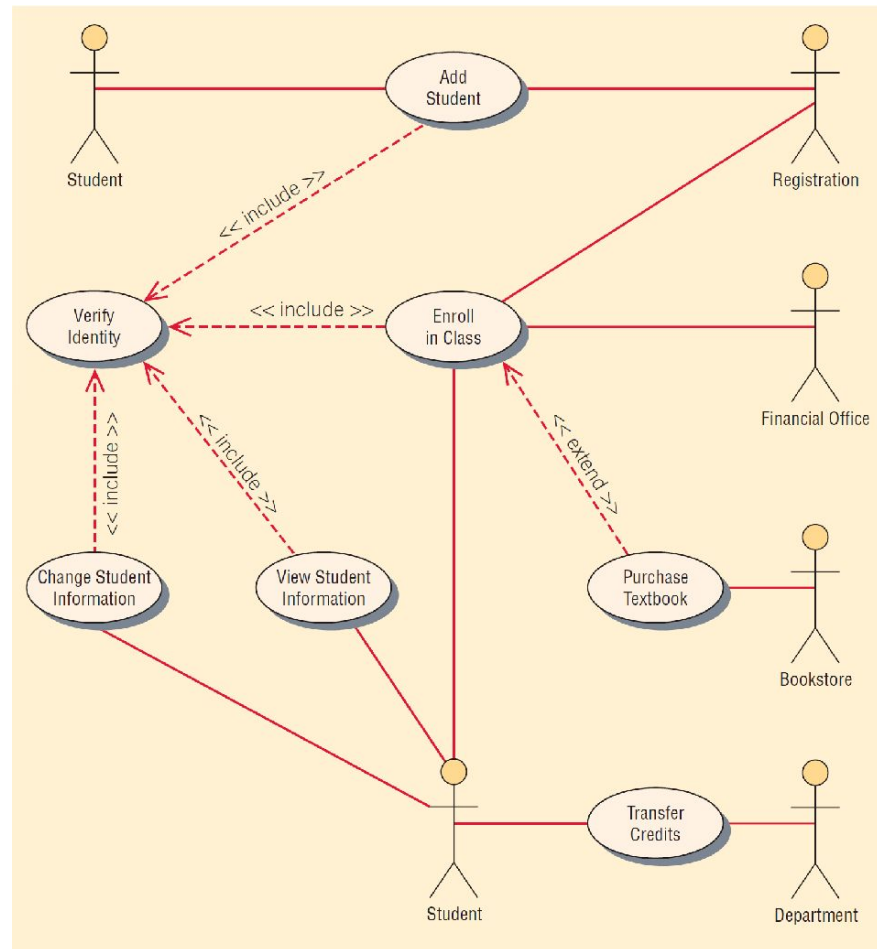 Add
Student
Student
Registration
<< include >>
Verify
Identity
<< include >>
Enroll
in Class
Financial Office
<< include >>
<< include >>
<< extend >>
Change Student
Information
View Student
Information
Purchase
Textbook
Bookstore
Transfer
Credits
Student
Department